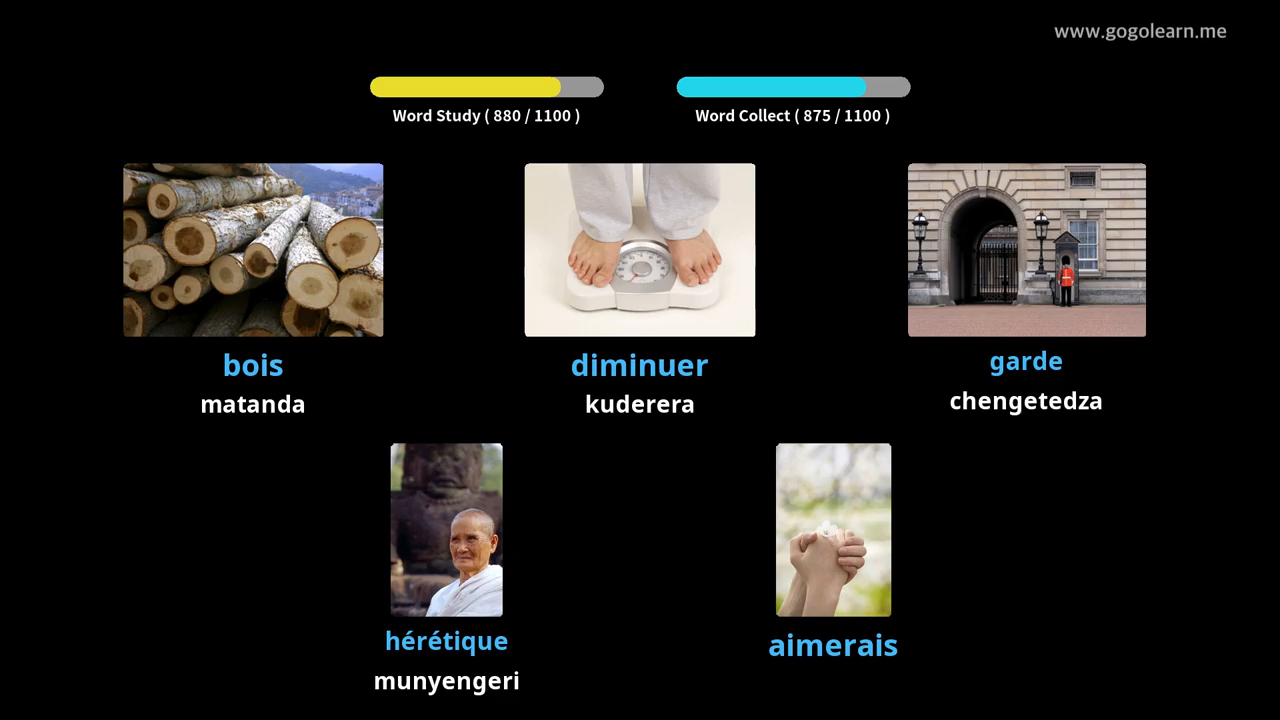 www.gogolearn.me
Word Study ( 880 / 1100 )
Word Collect ( 875 / 1100 )
bois
matanda
diminuer
kuderera
garde
chengetedza
hérétique
munyengeri
aimerais